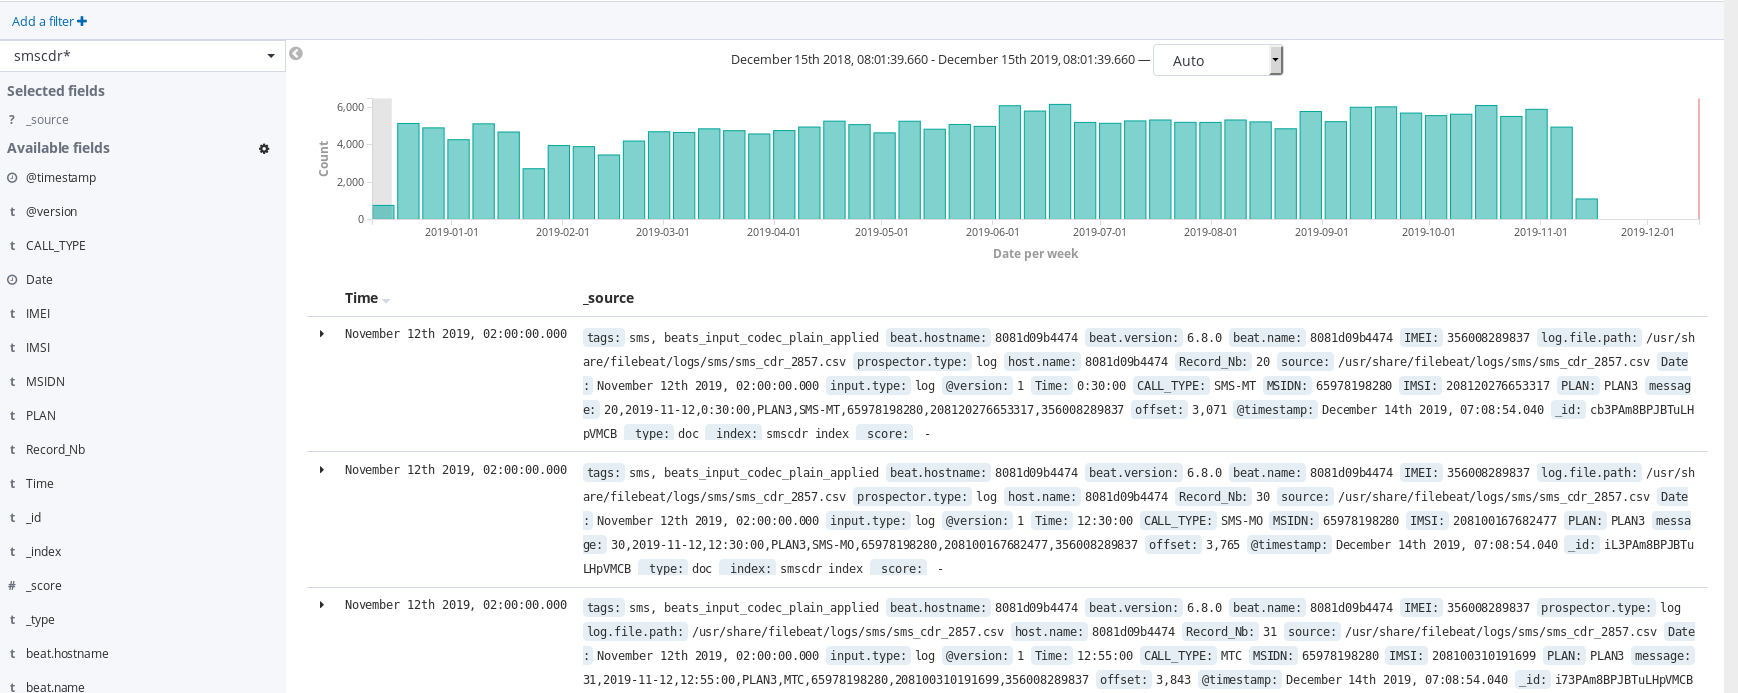 Add a filter +
smscdr*
December 15th 2018, 08:01:39.660 - December 15th 2019, 08:01:39.660 — Auto
Selected fields
? _source
Available fields
@timestamp
t @version
t CALL_TYPE
Date
t IMEI
t IMSI
t MSIDN
t PLAN
t Record_Nb
t Time
t _id
t _index
# _score
t _type
t beat.hostname
t beat.name
Count
6,000
4,000
2,000
0
2019-01-01 2019-02-01 2019-03-01 2019-04-01 2019-05-01 2019-06-01 2019-07-01 2019-08-01 2019-09-01 2019-10-01 2019-11-01 2019-12-01
Date per week
Time _source
November 12th 2019, 02:00:00.000
tags: sms, beats_input_codec_plain_applied beat.hostname: 8081d09b4474 beat.version: 6.8.0 beat.name: 8081d09b4474 IMEI: 356008289837 log.file.path: /usr/sh
are/filebeat/logs/sms/sms_cdr_2857.csv prospector.type: log host.name: 8081d09b4474 Record_Nb: 20 source: /usr/share/filebeat/logs/sms/sms_cdr_2857.csv Date
: November 12th 2019, 02:00:00.000 input.type: log @version: 1 Time: 0:30:00 CALL_TYPE: SMS-MT MSIDN: 65978198280 IMSI: 208120276653317 PLAN: PLAN3 messag
e: 20,2019-11-12,0:30:00,PLAN3,SMS-MT,65978198280,208120276653317,356008289837 offset: 3,071 @timestamp: December 14th 2019, 07:08:54.040 _id: cb3PAm8BPJBTuLH
pVMCB _type: doc _index: smscdr_index _score: -
November 12th 2019, 02:00:00.000
tags: sms, beats_input_codec_plain_applied beat.hostname: 8081d09b4474 beat.version: 6.8.0 beat.name: 8081d09b4474 IMEI: 356008289837 log.file.path: /usr/sh
are/filebeat/logs/sms/sms_cdr_2857.csv prospector.type: log host.name: 8081d09b4474 Record_Nb: 30 source: /usr/share/filebeat/logs/sms/sms_cdr_2857.csv Date
: November 12th 2019, 02:00:00.000 input.type: log @version: 1 Time: 12:30:00 CALL_TYPE: SMS-MO MSIDN: 65978198280 IMSI: 208100167682477 PLAN: PLAN3 messa
ge: 30,2019-11-12,12:30:00,PLAN3,SMS-MO,65978198280,208100167682477,356008289837 offset: 3,765 @timestamp: December 14th 2019, 07:08:54.040 _id: iL3PAm8BPJBTu
LHpVMCB _type: doc _index: smscdr_index _score: -
November 12th 2019, 02:00:00.000
tags: sms, beats_input_codec_plain_applied beat.hostname: 8081d09b4474 beat.version: 6.8.0 beat.name: 8081d09b4474 IMEI: 356008289837 prospector.type: log
log.file.path: /usr/share/filebeat/logs/sms/sms_cdr_2857.csv host.name: 8081d09b4474 Record_Nb: 31 source: /usr/share/filebeat/logs/sms/sms_cdr_2857.csv Date
: November 12th 2019, 02:00:00.000 input.type: log @version: 1 Time: 12:55:00 CALL_TYPE: MTC MSIDN: 65978198280 IMSI: 208100310191699 PLAN: PLAN3 message:
31,2019-11-12,12:55:00,PLAN3,MTC,65978198280,208100310191699,356008289837 offset: 3,843 @timestamp: December 14th 2019, 07:08:54.040 _id: i73PAm8BPJBTuLHpVMCB